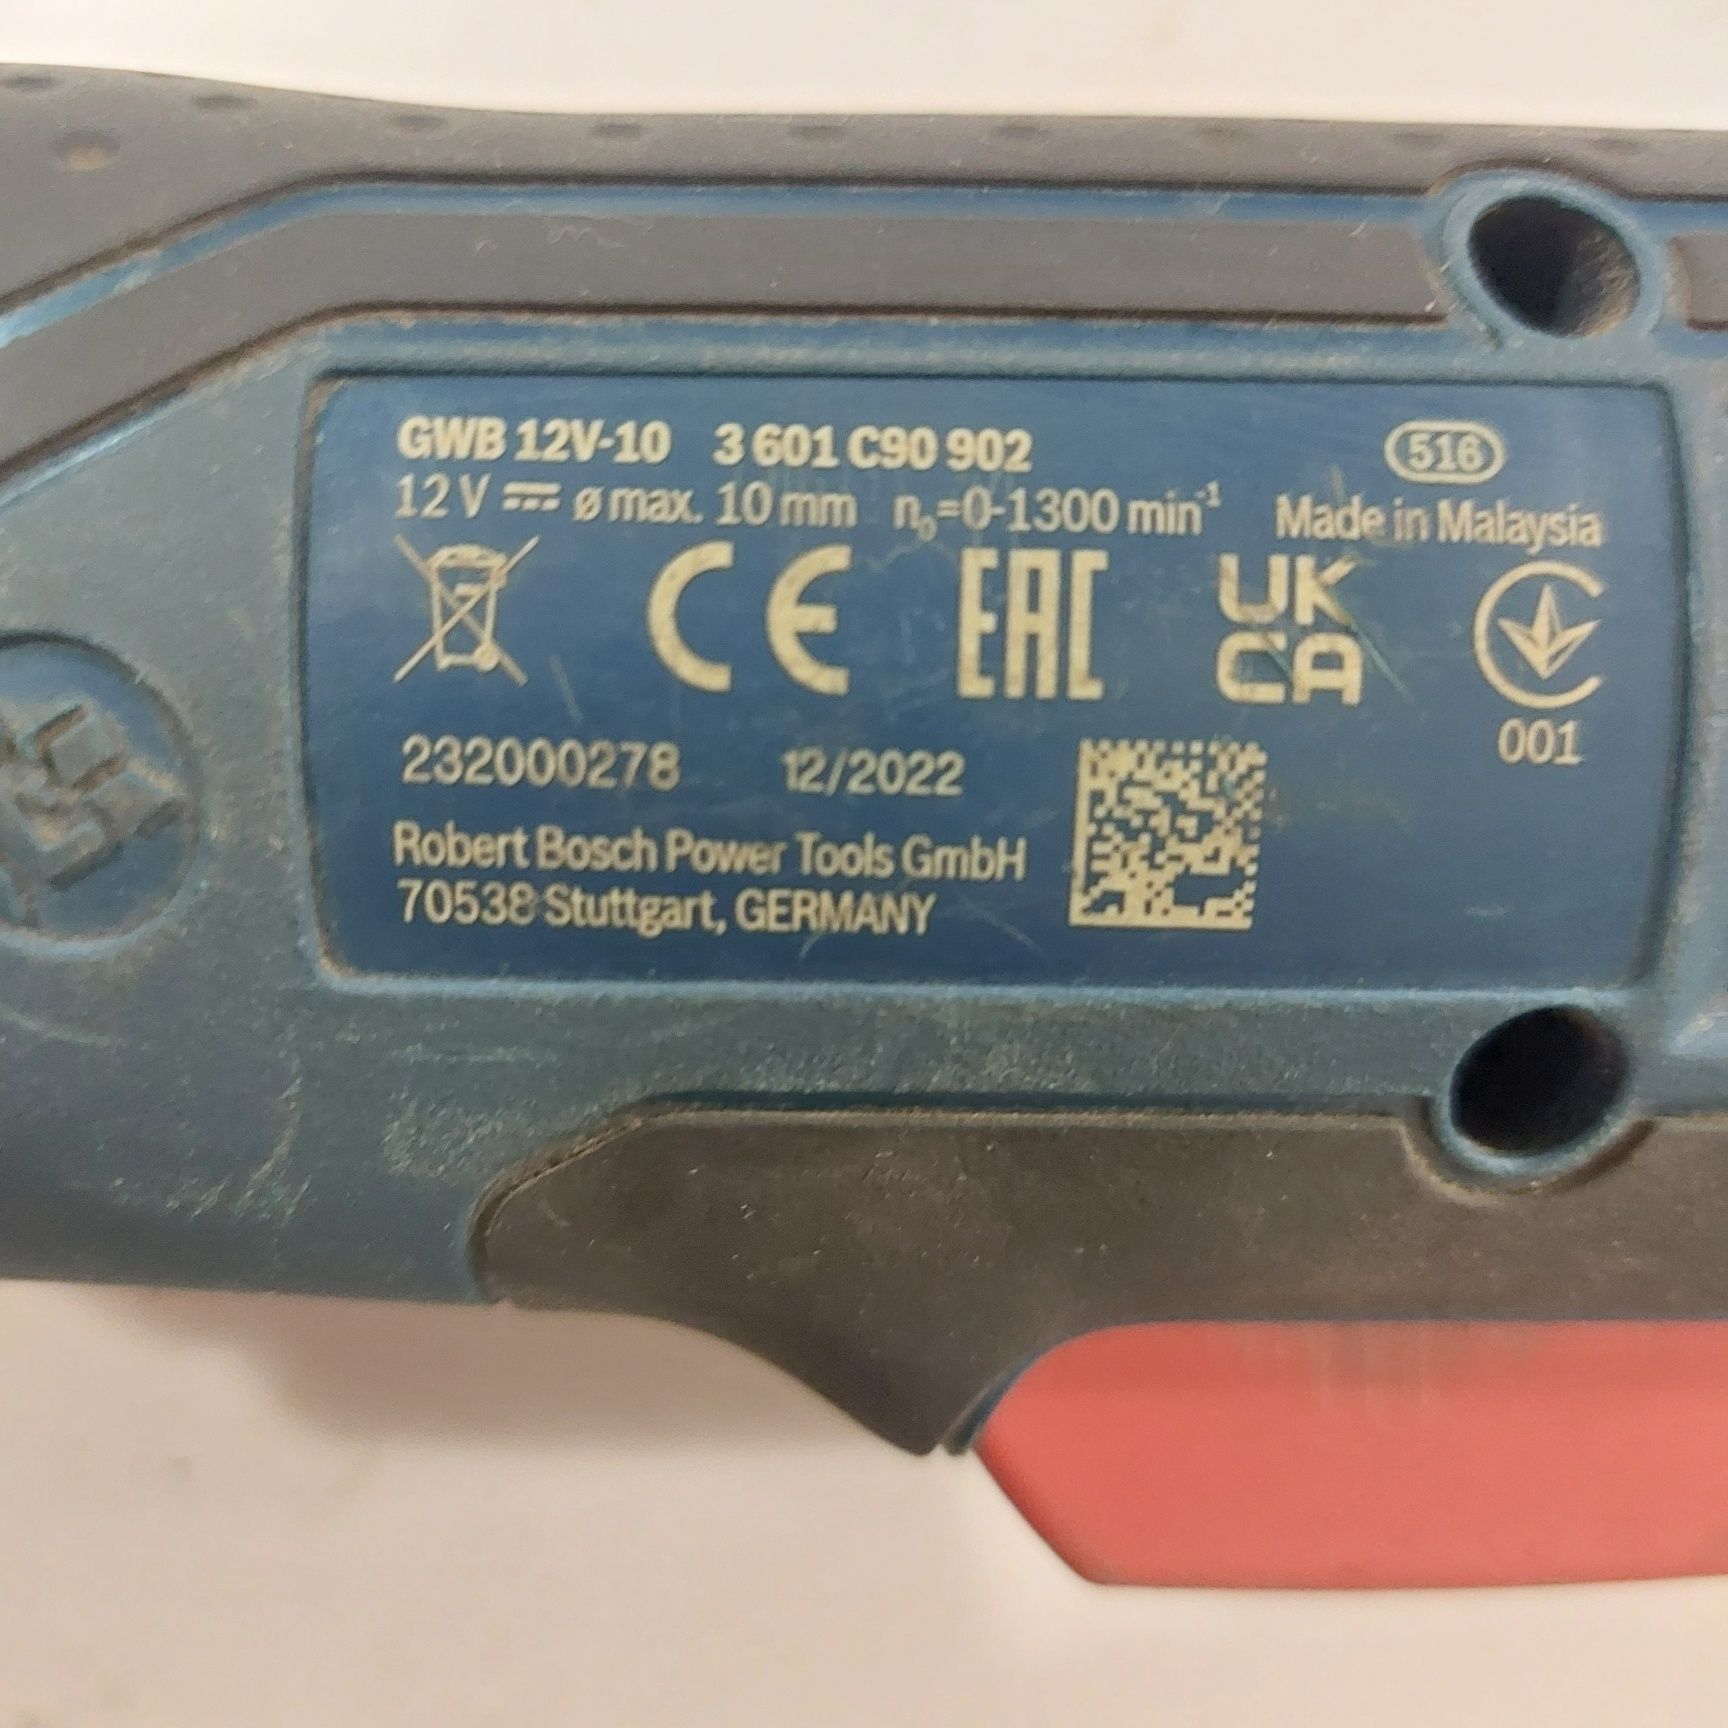 GWB 12V-10 3 601 C90 902
516
12 V ⎓ ø max. 10 mm n₀=0-1300 min⁻¹
Made in Malaysia
CE
EAC
UK
CA
001
232000278 12/2022
Robert Bosch Power Tools GmbH
70538 Stuttgart, GERMANY